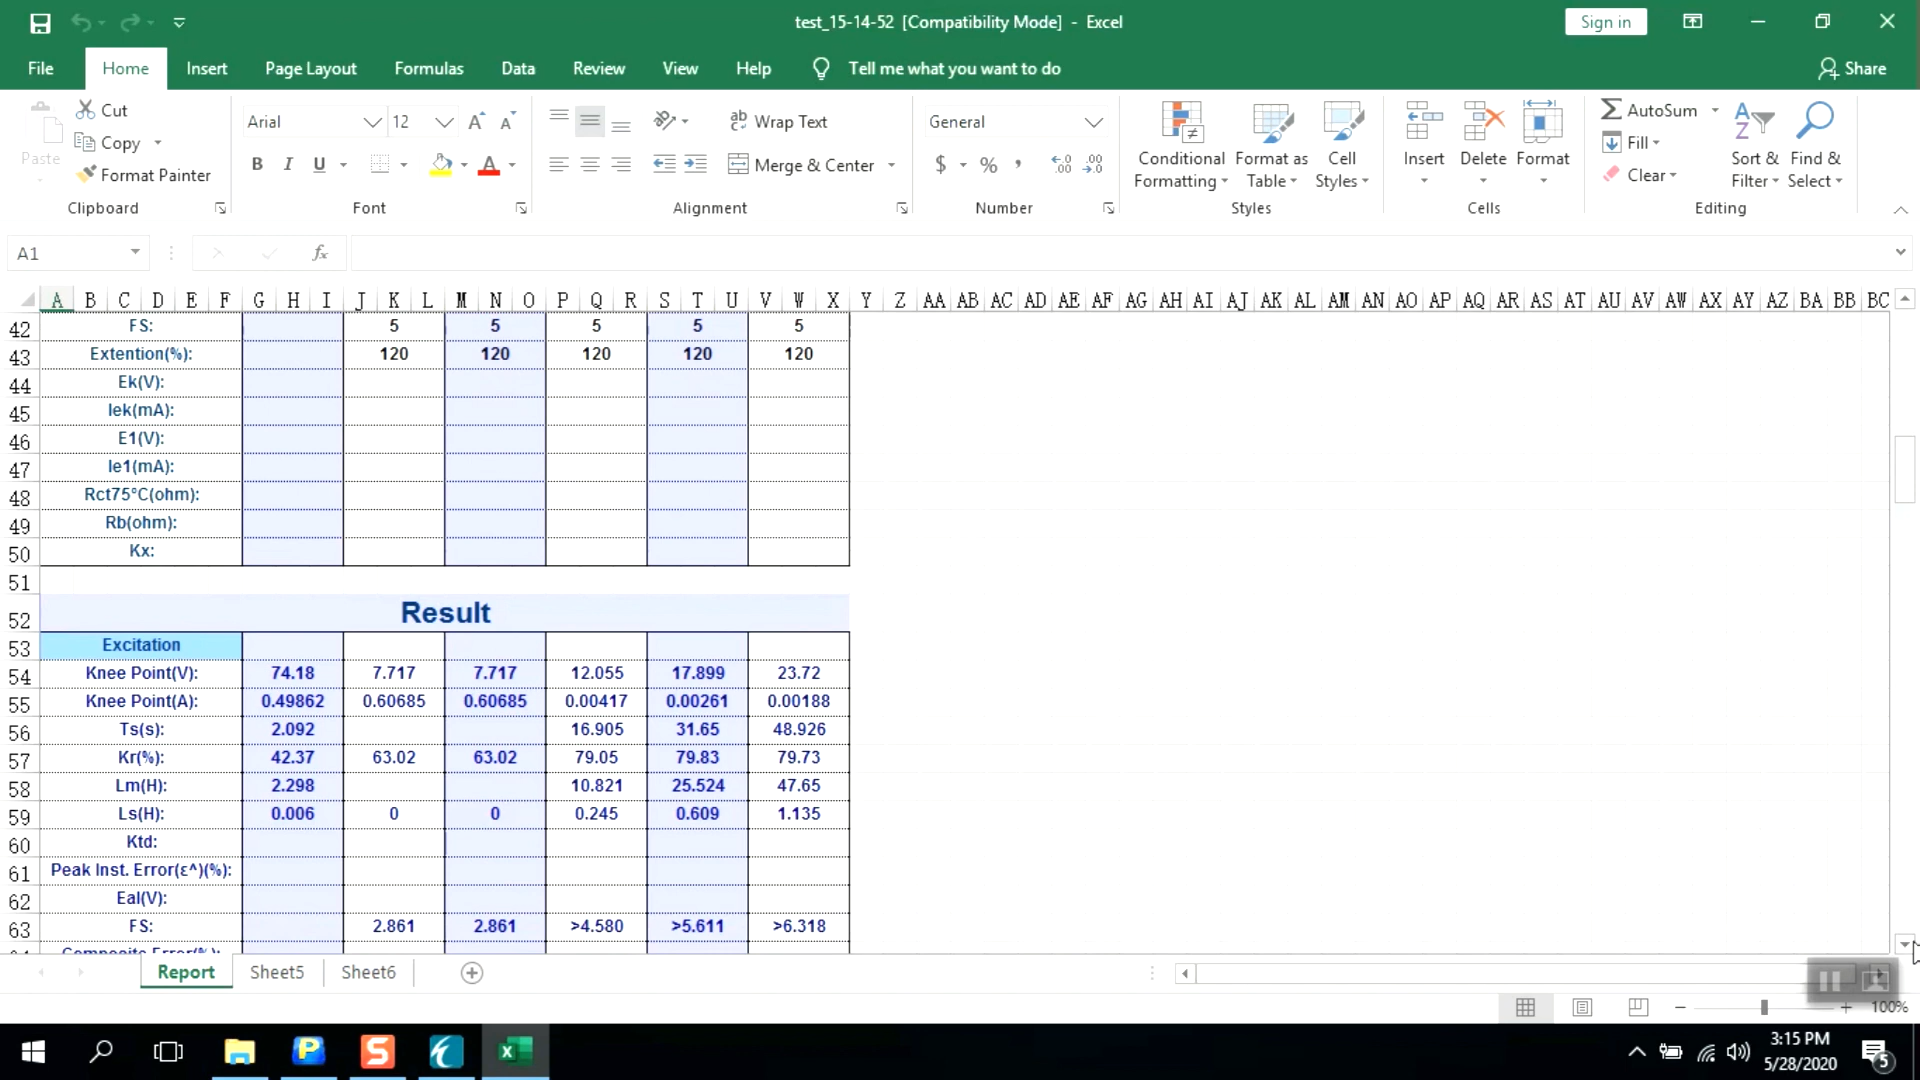 test_15-14-52 [Compatibility Mode] - Excel
Sign in
File Home Insert Page Layout Formulas Data Review View Help Tell me what you want to do Share
Paste
Cut
Copy
Format Painter
Clipboard
Arial 12
B I U
Font
Wrap Text
Merge & Center
Alignment
General
$ % ,
Number
Conditional Formatting
Format as Table
Cell Styles
Styles
Insert Delete Format
Cells
AutoSum
Fill
Clear
Sort & Filter
Find & Select
Editing
A1 fx
A B C D E F G H I J K L M N O P Q R S T U V W X Y Z AA AB AC AD AE AF AG AH AI AJ AK AL AM AN AO AP AQ AR AS AT AU AV AW AX AY AZ BA BB BC
42 FS: 5 5 5 5 5
43 Extention(%): 120 120 120 120 120
44 Ek(V):
45 Iek(mA):
46 E1(V):
47 Ie1(mA):
48 Rct75°C(ohm):
49 Rb(ohm):
50 Kx:
51
52 Result
53 Excitation
54 Knee Point(V): 74.18 7.717 7.717 12.055 17.899 23.72
55 Knee Point(A): 0.49862 0.60685 0.60685 0.00417 0.00261 0.00188
56 Ts(s): 2.092 16.905 31.65 48.926
57 Kr(%): 42.37 63.02 63.02 79.05 79.83 79.73
58 Lm(H): 2.298 10.821 25.524 47.65
59 Ls(H): 0.006 0 0 0.245 0.609 1.135
60 Ktd:
61 Peak Inst. Error(ε^)(%):
62 Eal(V):
63 FS: 2.861 2.861 >4.580 >5.611 >6.318
Composite Error(%):
Report Sheet5 Sheet6
100%
3:15 PM
5/28/2020
5